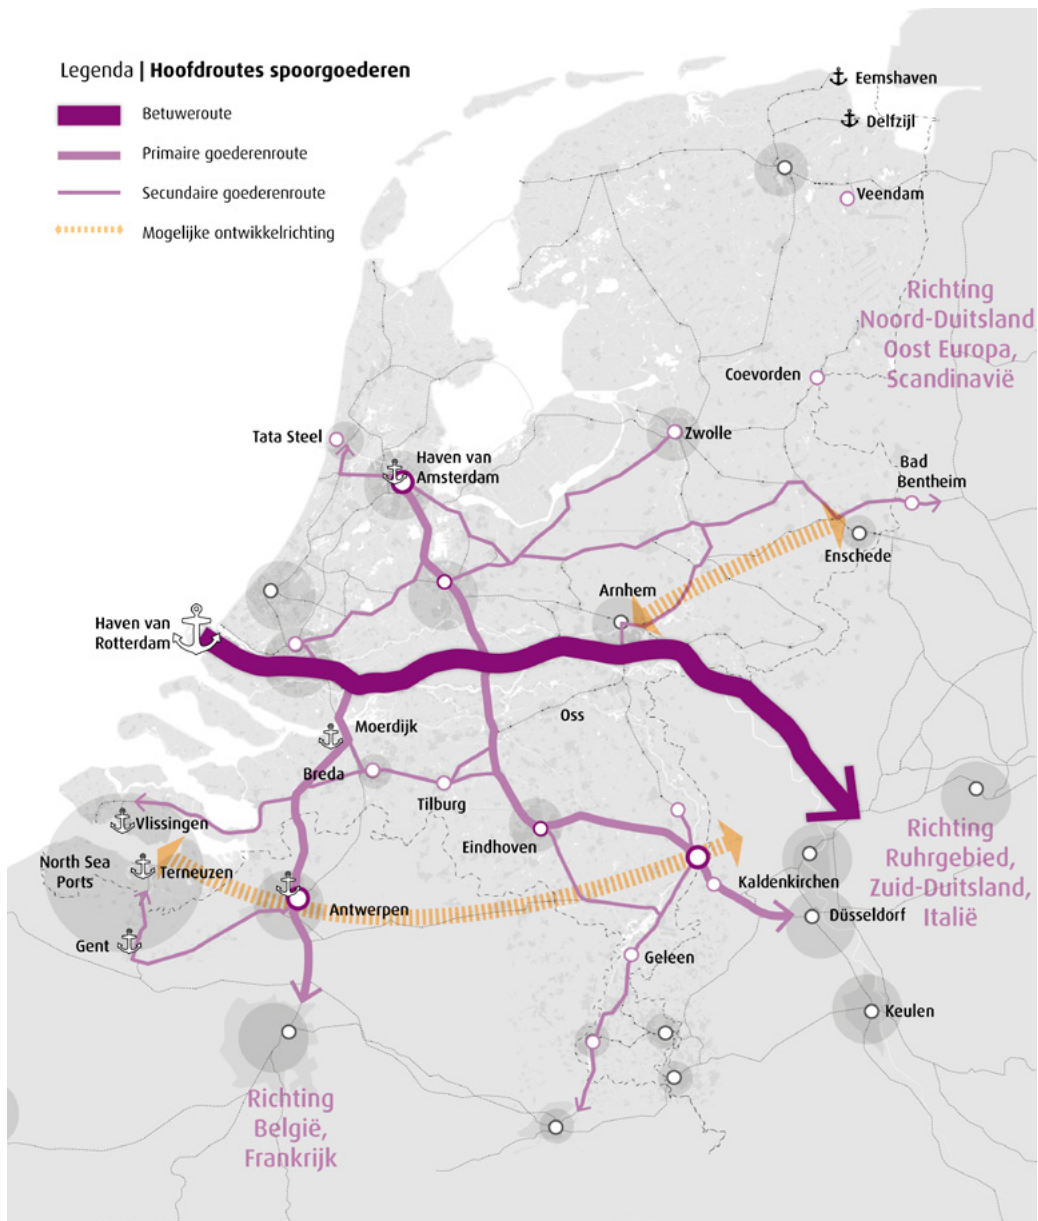 Legenda | Hoofdroutes spoorgoederen
Betuweroute
Primaire goederenroute
Secundaire goederenroute
Mogelijke ontwikkelrichting
Eemshaven
Delfzijl
Veendam
Richting
Noord-Duitsland
Oost Europa,
Scandinavië
Coevorden
Tata Steel
Zwolle
Haven van
Amsterdam
Bad
Bentheim
Enschede
Arnhem
Haven van
Rotterdam
Oss
Moerdijk
Breda
Tilburg
Vlissingen
Eindhoven
North Sea
Ports
Terneuzen
Kaldenkirchen
Richting
Ruhrgebied,
Zuid-Duitsland,
Italië
Antwerpen
Düsseldorf
Gent
Geleen
Keulen
Richting
België,
Frankrijk